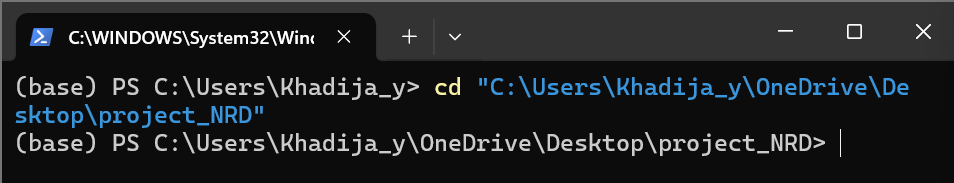 C:\WINDOWS\System32\Wind
(base) PS C:\Users\Khadija_y> cd "C:\Users\Khadija_y\OneDrive\De
sktop\project_NRD"
(base) PS C:\Users\Khadija_y\OneDrive\Desktop\project_NRD>